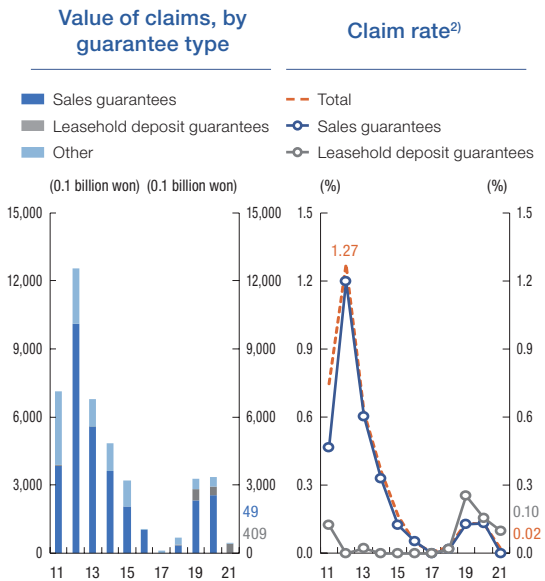 Value of claims, by
guarantee type
Sales guarantees
Leasehold deposit guarantees
Other
(0.1 billion won) (0.1 billion won)
15,000 15,000
12,000 12,000
9,000 9,000
6,000 6,000
3,000 3,000
49
409
0 0
11 13 15 17 19 21
Claim rate2)
Total
Sales guarantees
Leasehold deposit guarantees
(%) (%)
1.5 1.5
1.27
1.2 1.2
0.9 0.9
0.6 0.6
0.3 0.3
0.10
0.02
0.0 0.0
11 13 15 17 19 21